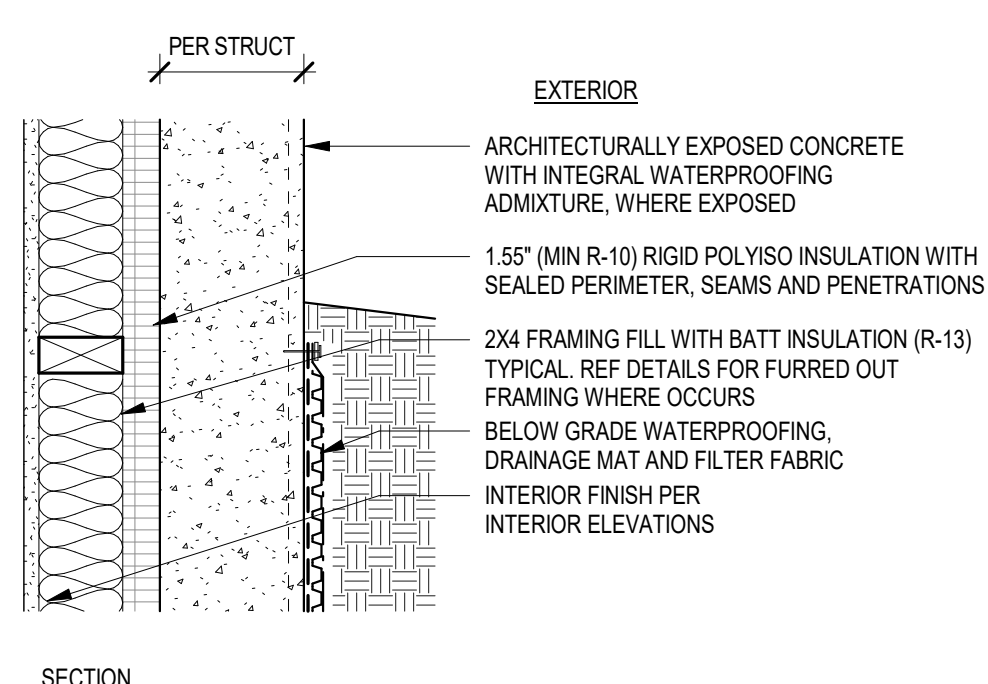 PER STRUCT
EXTERIOR
ARCHITECTURALLY EXPOSED CONCRETE
WITH INTEGRAL WATERPROOFING
ADMIXTURE, WHERE EXPOSED
1.55" (MIN R-10) RIGID POLYISO INSULATION WITH
SEALED PERIMETER, SEAMS AND PENETRATIONS
2X4 FRAMING FILL WITH BATT INSULATION (R-13)
TYPICAL. REF DETAILS FOR FURRED OUT
FRAMING WHERE OCCURS
BELOW GRADE WATERPROOFING,
DRAINAGE MAT AND FILTER FABRIC
INTERIOR FINISH PER
INTERIOR ELEVATIONS
SECTION